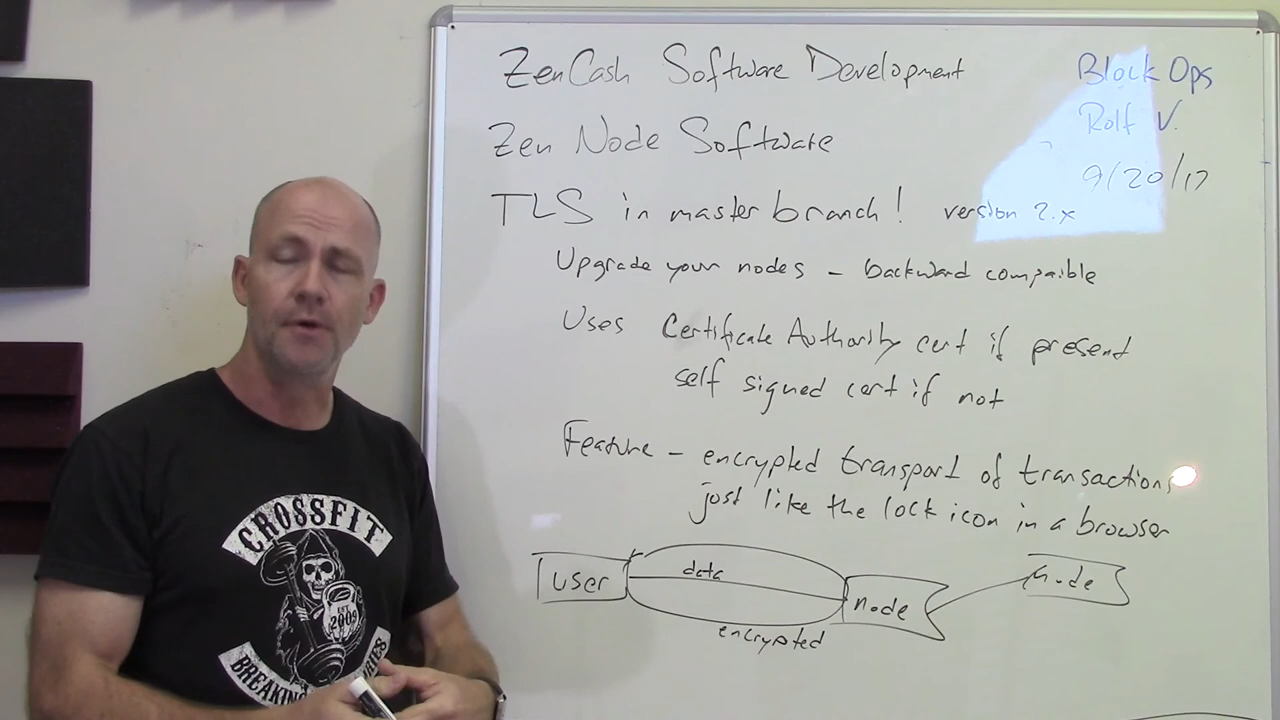 ZenCash Software Development
Block Ops
Rolf V.
9/20/17
Zen Node Software
TLS in master branch! version 2.x
Upgrade your nodes - backward compaible
Uses Certificate Authority cert if present
self signed cert if not
Feature - encrypted transport of transactions
just like the lock icon in a browser
user
data
node
node
encrypted
CROSSFIT
EST
2009
BREAKING